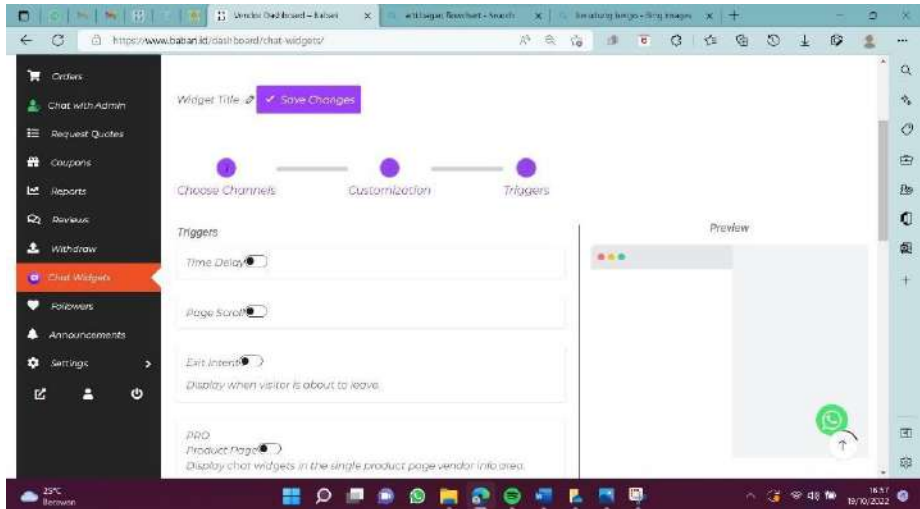 Vendor Dashboard - Babari
https://www.babari.id/dashboard/chat-widgets/
Orders
Chat with Admin
Request Quotes
Coupons
Reports
Reviews
Withdraw
Chat Widgets
Followers
Announcements
Settings
Widget Title
Save Changes
Choose Channels
Customization
Triggers
Triggers
Time Delay
Page Scroll
Exit Intent
Display when visitor is about to leave.
PRO
Product Page
Display chat widgets in the single product page vendor info area.
Preview
25°C
Berawan
16:57
19/10/2022